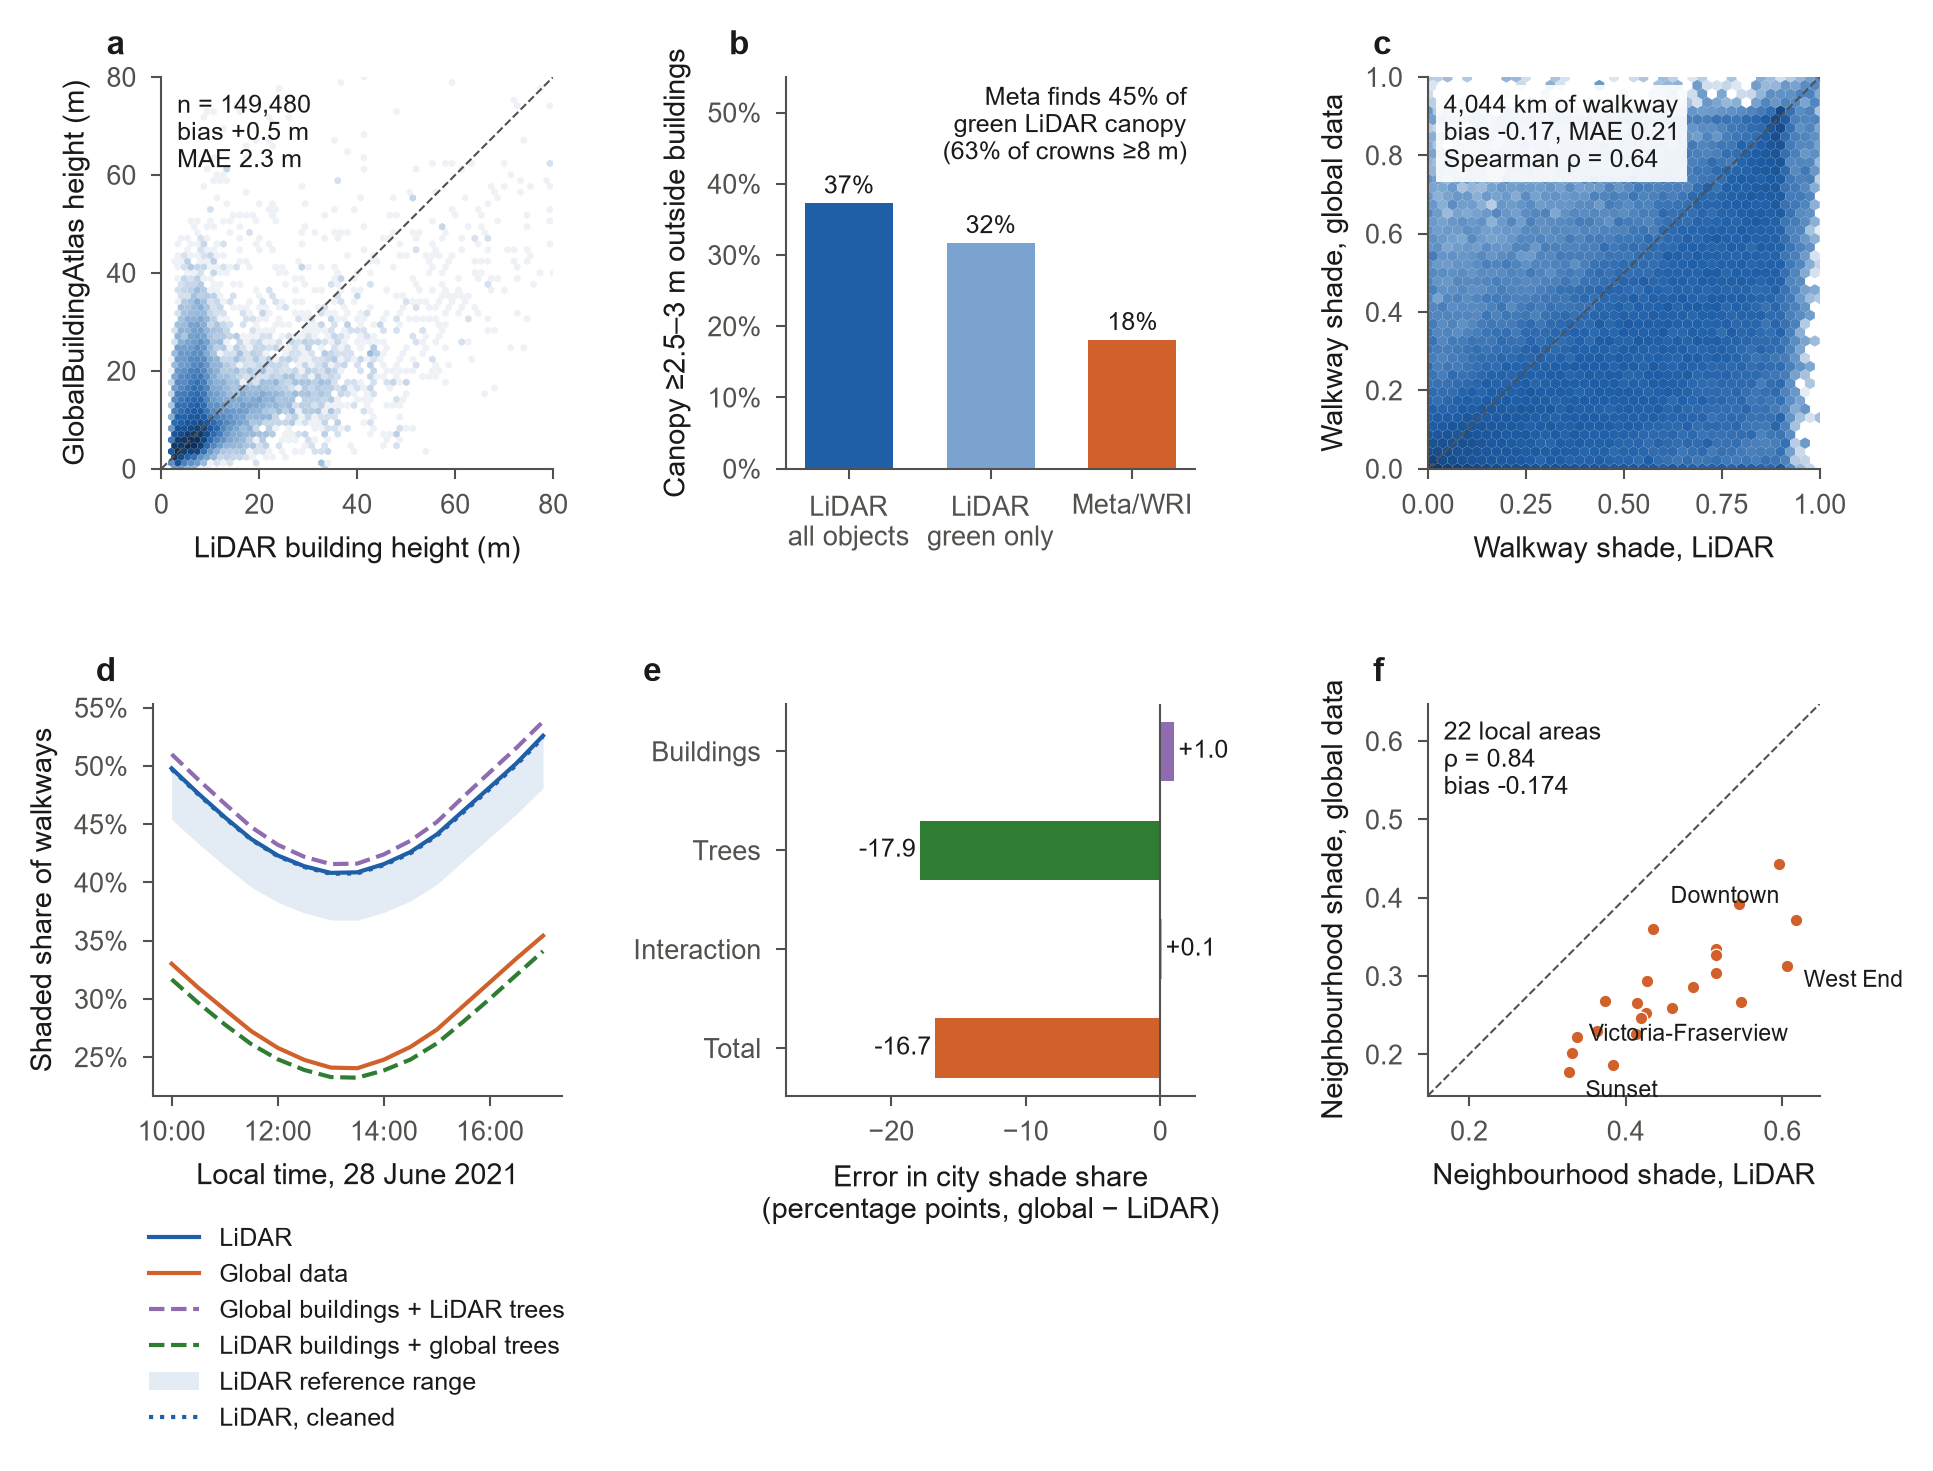 a
GlobalBuildingAtlas height (m)
80
60
40
20
0
n = 149,480
bias +0.5 m
MAE 2.3 m
0 20 40 60 80
LiDAR building height (m)
b
Canopy ≥2.5–3 m outside buildings
50%
40%
30%
20%
10%
0%
Meta finds 45% of
green LiDAR canopy
(63% of crowns ≥8 m)
37%
32%
18%
LiDAR
all objects
LiDAR
green only
Meta/WRI
c
Walkway shade, global data
1.0
0.8
0.6
0.4
0.2
0.0
4,044 km of walkway
bias -0.17, MAE 0.21
Spearman ρ = 0.64
0.00 0.25 0.50 0.75 1.00
Walkway shade, LiDAR
d
Shaded share of walkways
55%
50%
45%
40%
35%
30%
25%
10:00 12:00 14:00 16:00
Local time, 28 June 2021
LiDAR
Global data
Global buildings + LiDAR trees
LiDAR buildings + global trees
LiDAR reference range
LiDAR, cleaned
e
Buildings
Trees
Interaction
Total
+1.0
-17.9
+0.1
-16.7
−20 −10 0
Error in city shade share
(percentage points, global − LiDAR)
f
Neighbourhood shade, global data
0.6
0.5
0.4
0.3
0.2
22 local areas
ρ = 0.84
bias -0.174
Downtown
West End
Victoria-Fraserview
Sunset
0.2 0.4 0.6
Neighbourhood shade, LiDAR